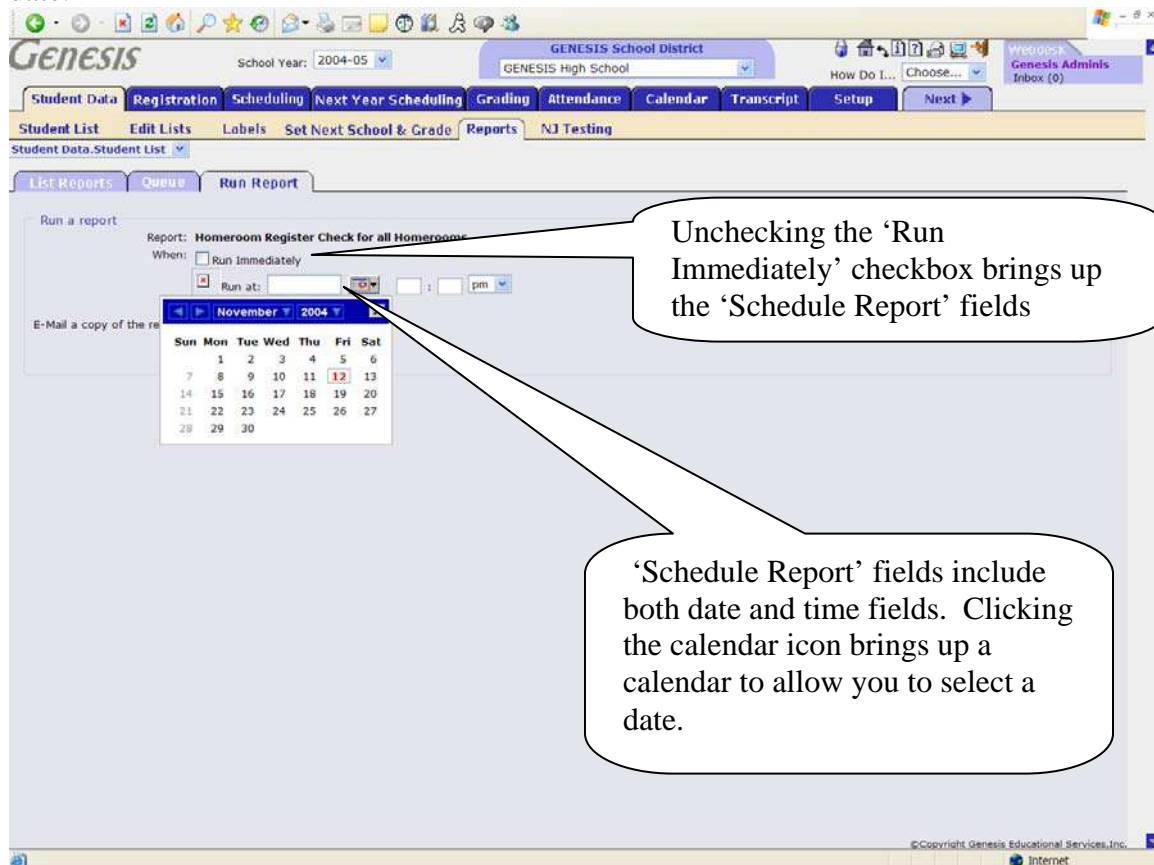 date.
GENESIS
School Year: 2004-05
GENESIS School District
GENESIS High School
How Do I... Choose...
Webdesk
Genesis Adminis
Inbox (0)
Student Data Registration Scheduling Next Year Scheduling Grading Attendance Calendar Transcript Setup Next
Student List Edit Lists Labels Set Next School & Grade Reports NJ Testing
Student Data.Student List
List Reports Queue Run Report
Run a report
Report: Homeroom Register Check for all Homerooms
When: Run Immediately
Run at: : pm
E-Mail a copy of the re
November 2004
Sun Mon Tue Wed Thu Fri Sat
1 2 3 4 5 6
7 8 9 10 11 12 13
14 15 16 17 18 19 20
21 22 23 24 25 26 27
28 29 30
Unchecking the ‘Run
Immediately’ checkbox brings up
the ‘Schedule Report’ fields
‘Schedule Report’ fields include
both date and time fields. Clicking
the calendar icon brings up a
calendar to allow you to select a
date.
©Copyright Genesis Educational Services,Inc.
Internet